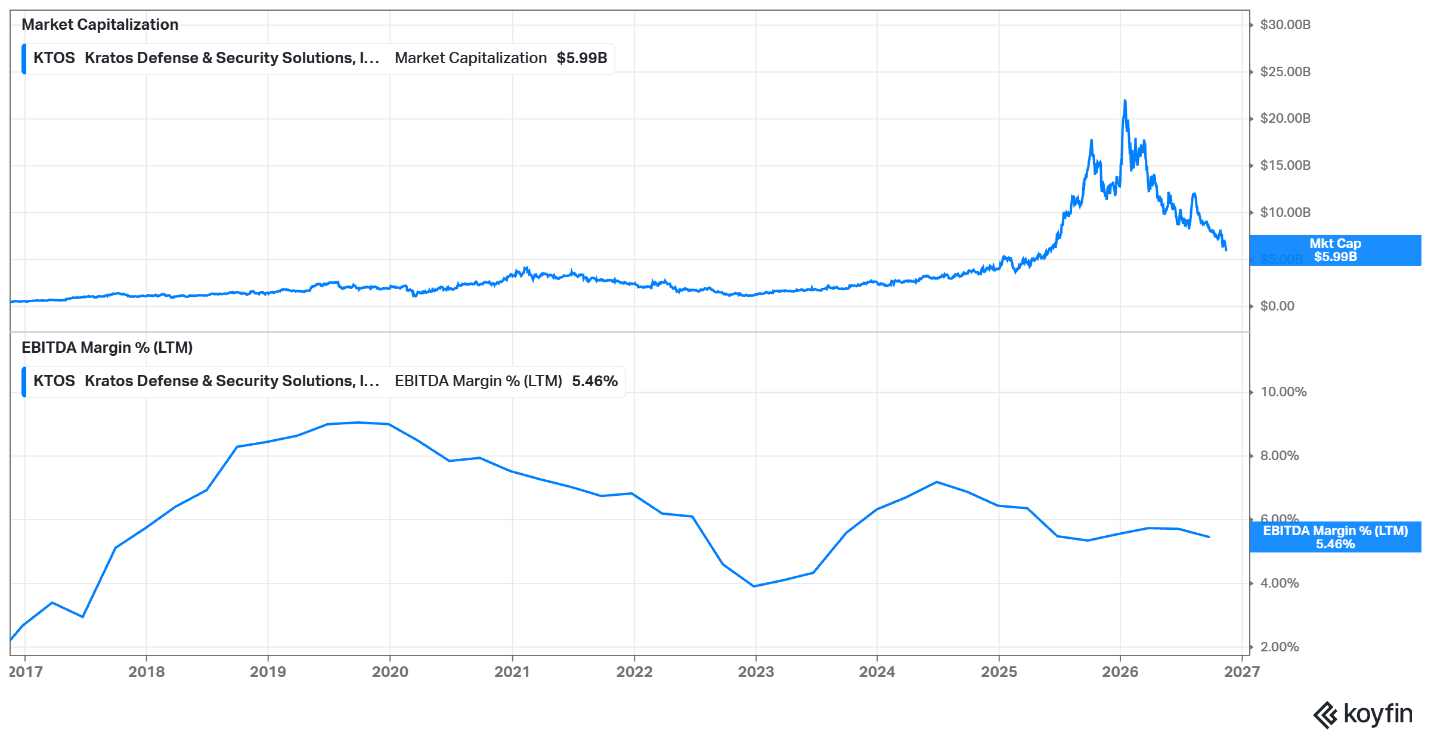 Market Capitalization
KTOS Kratos Defense & Security Solutions, I... Market Capitalization $5.99B
$30.00B
$25.00B
$20.00B
$15.00B
$10.00B
Mkt Cap
$5.99B
$5.00B
$0.00
EBITDA Margin % (LTM)
KTOS Kratos Defense & Security Solutions, I... EBITDA Margin % (LTM) 5.46%
10.00%
8.00%
6.00%
EBITDA Margin % (LTM)
5.46%
4.00%
2.00%
2017 2018 2019 2020 2021 2022 2023 2024 2025 2026 2027
koyfin